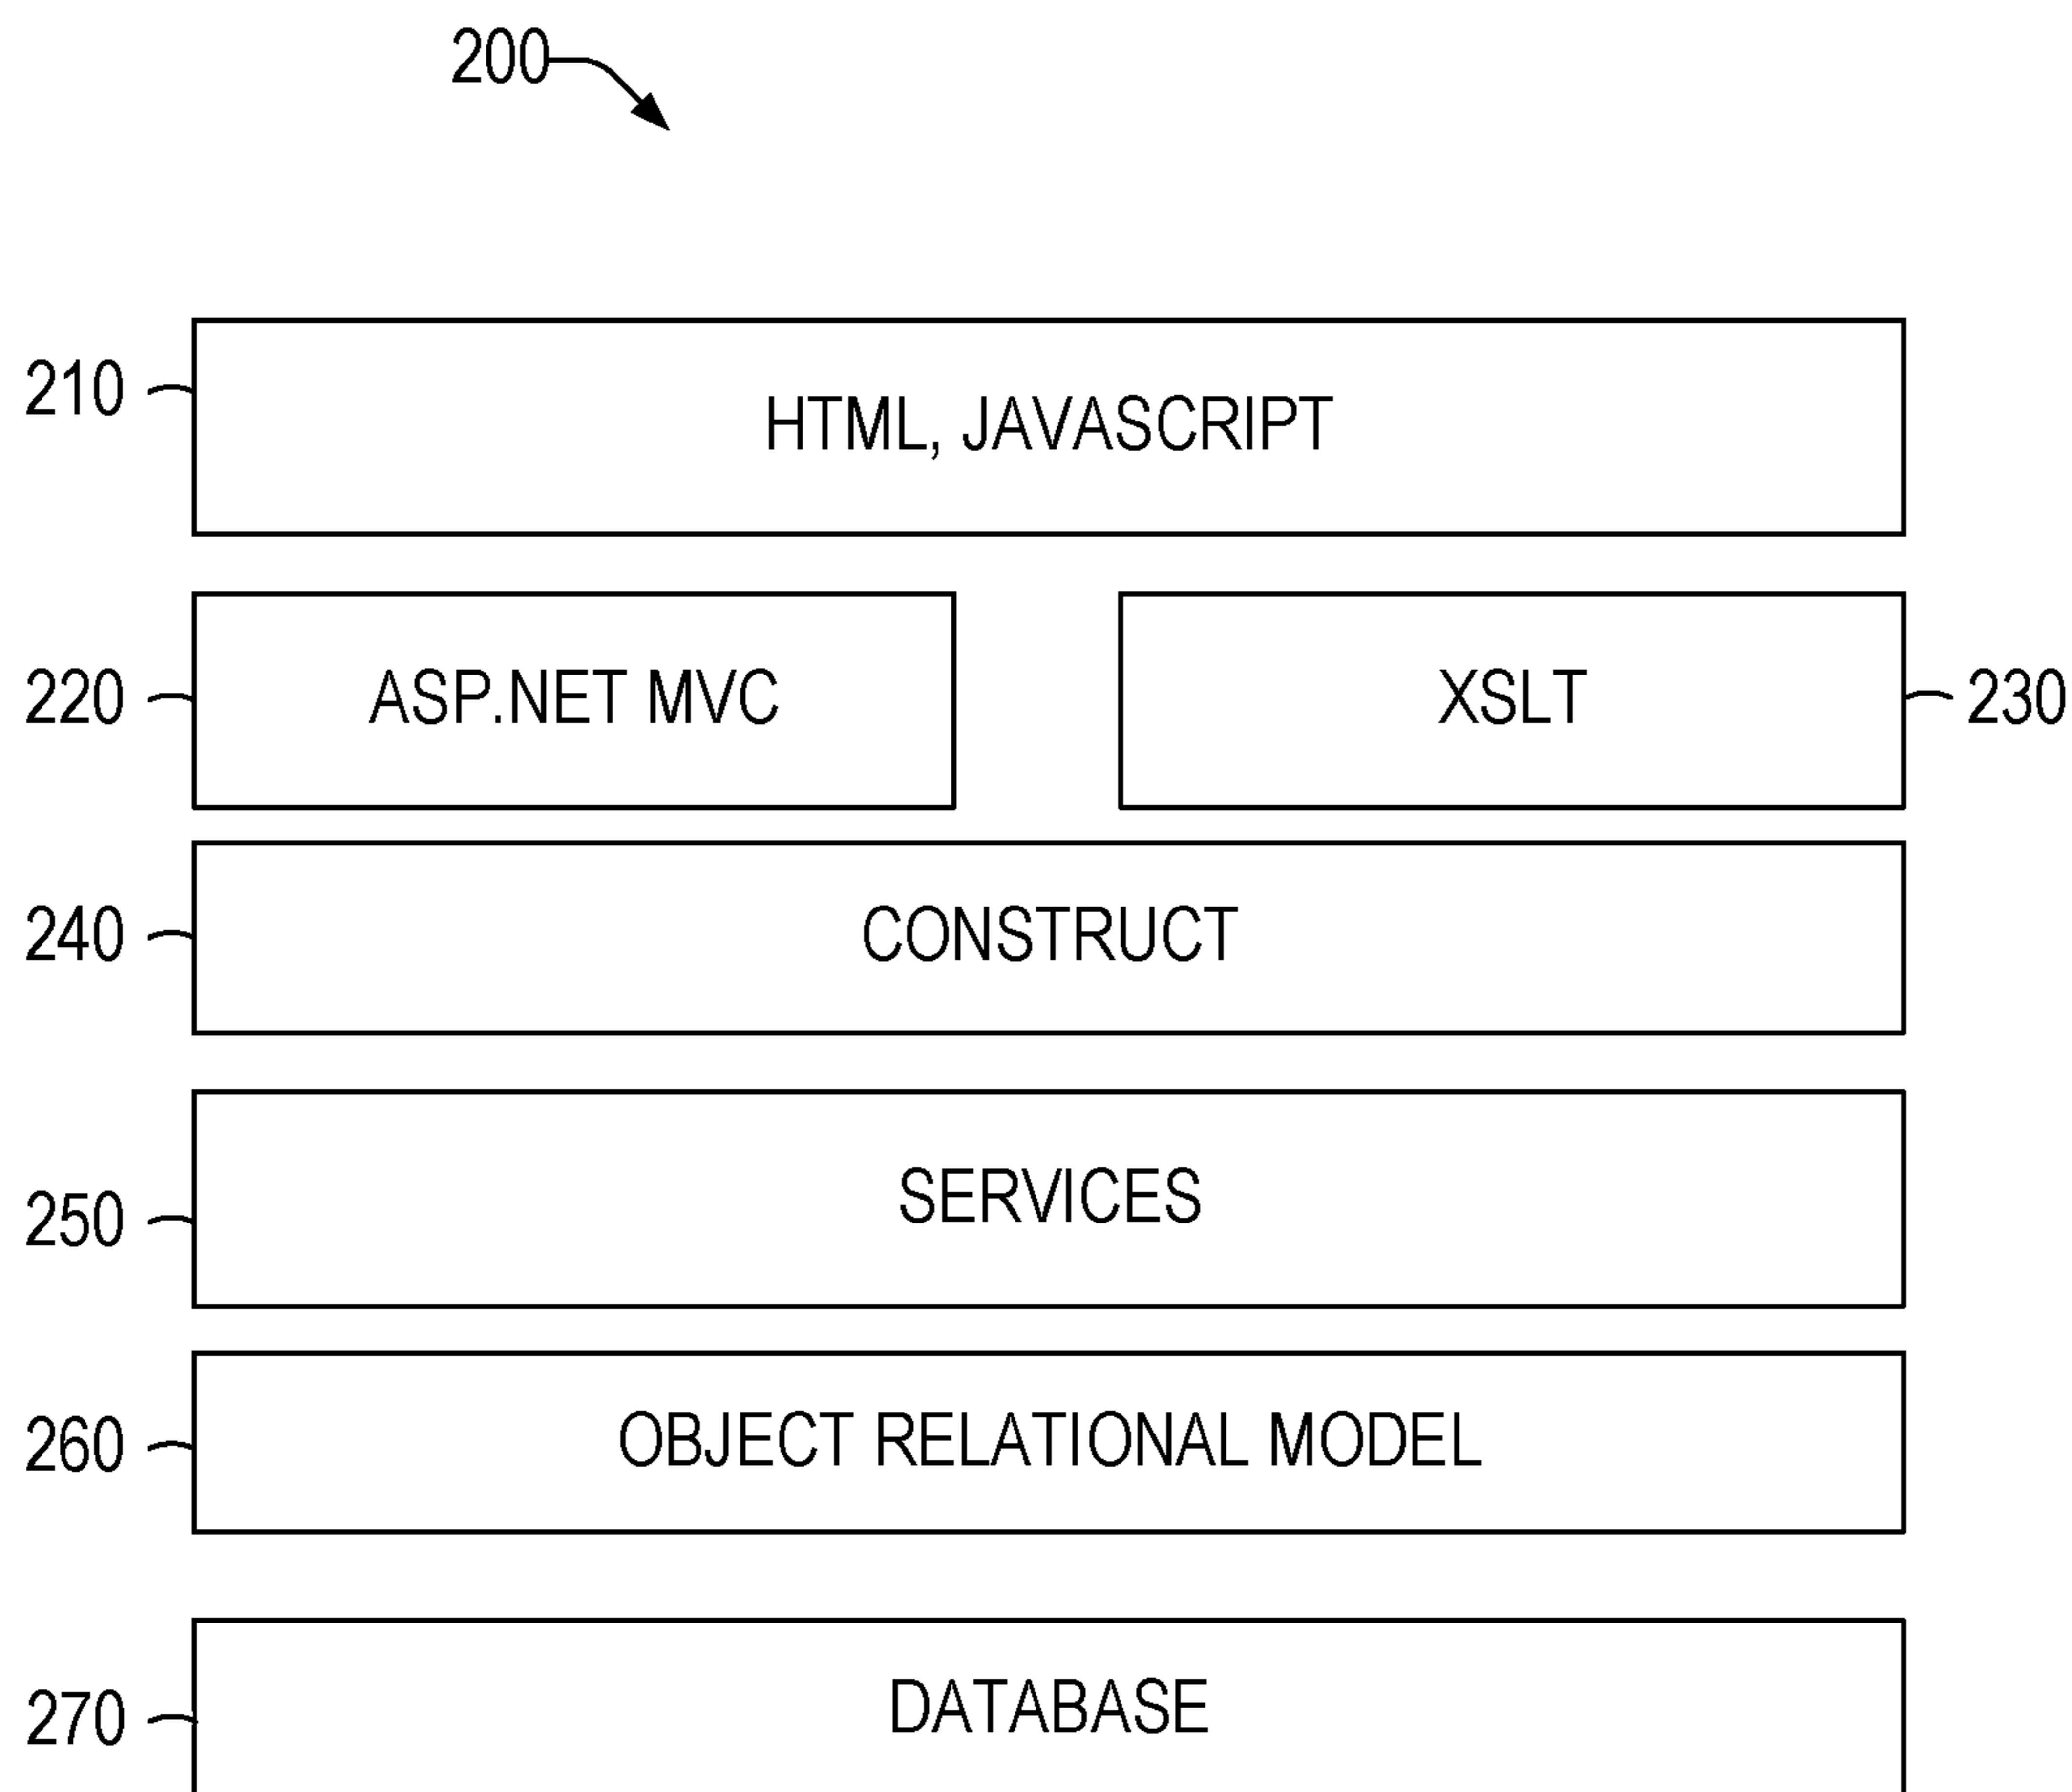 200
210
HTML, JAVASCRIPT
220
ASP.NET MVC
XSLT
230
240
CONSTRUCT
250
SERVICES
260
OBJECT RELATIONAL MODEL
270
DATABASE